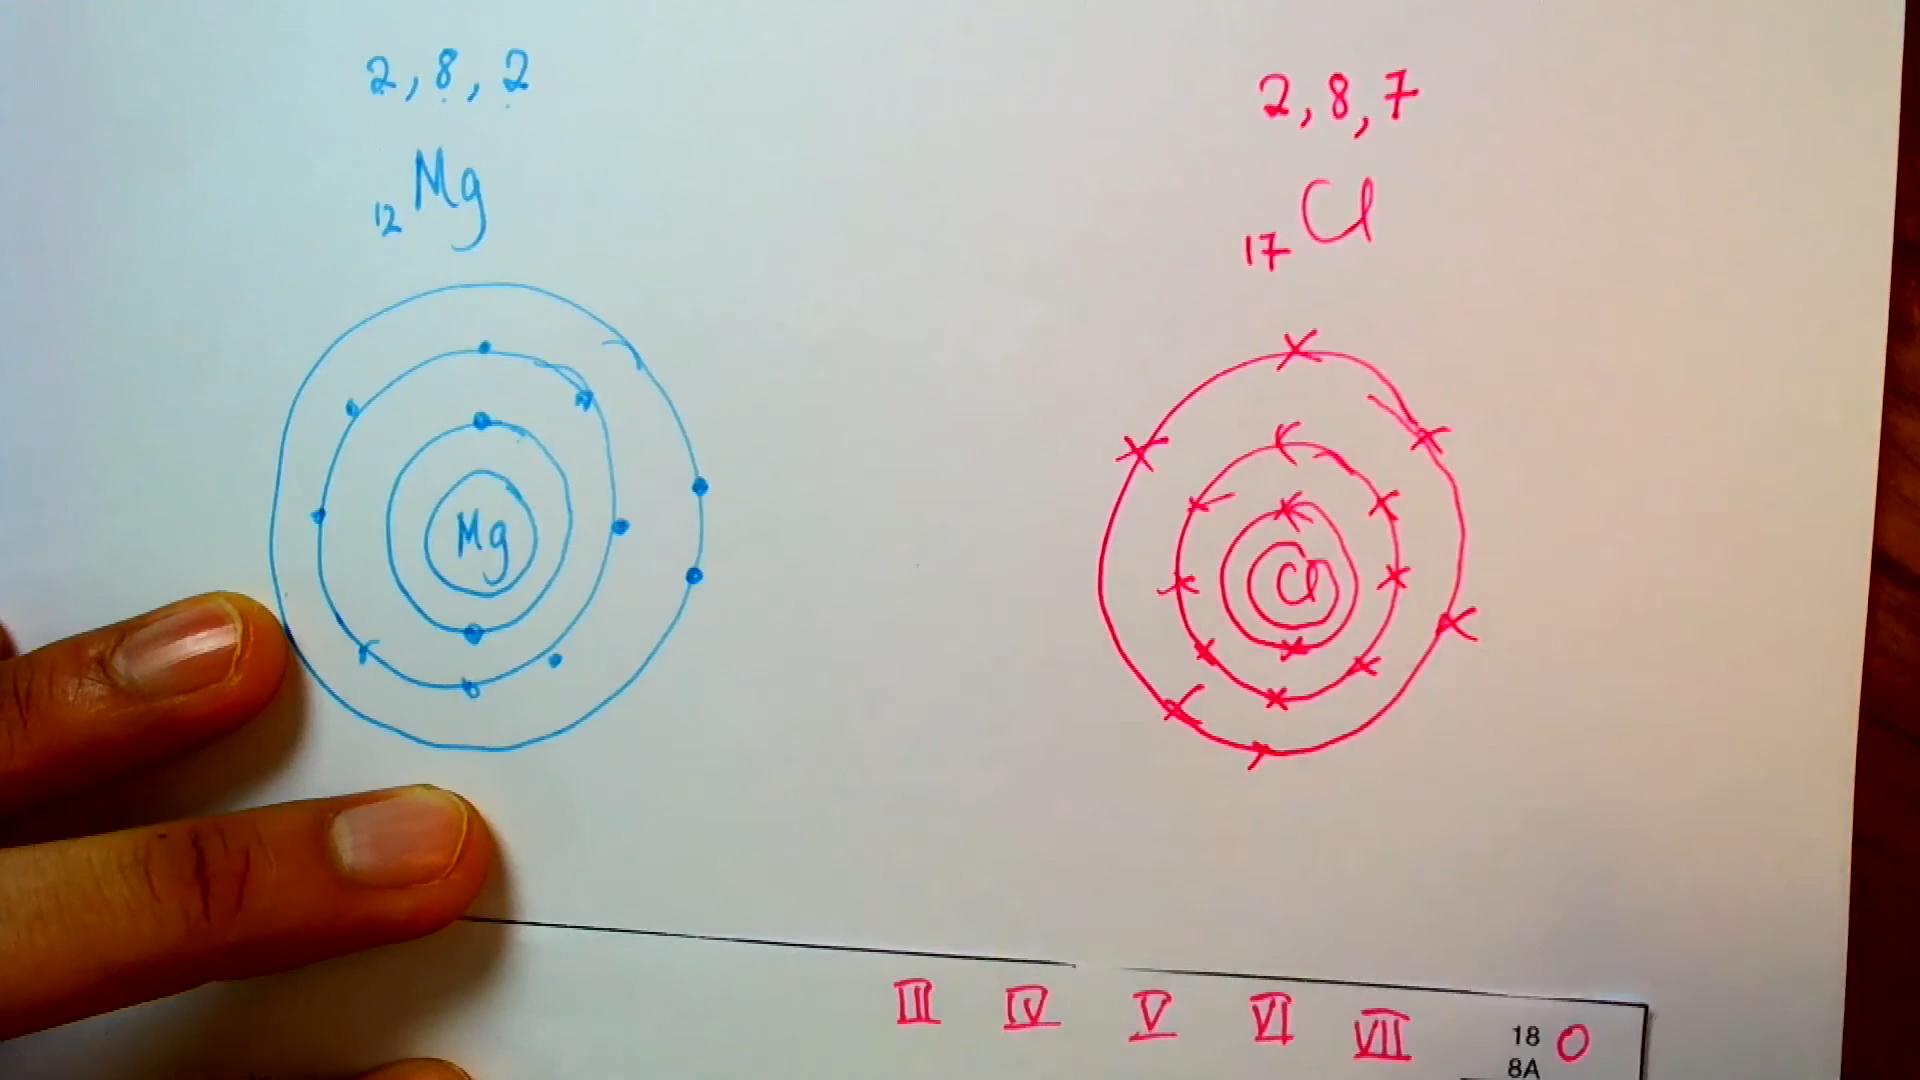 2, 8, 2
12 Mg
Mg
2, 8, 7
17 Cl
Cl
III IV V VI VII
18 0
8A